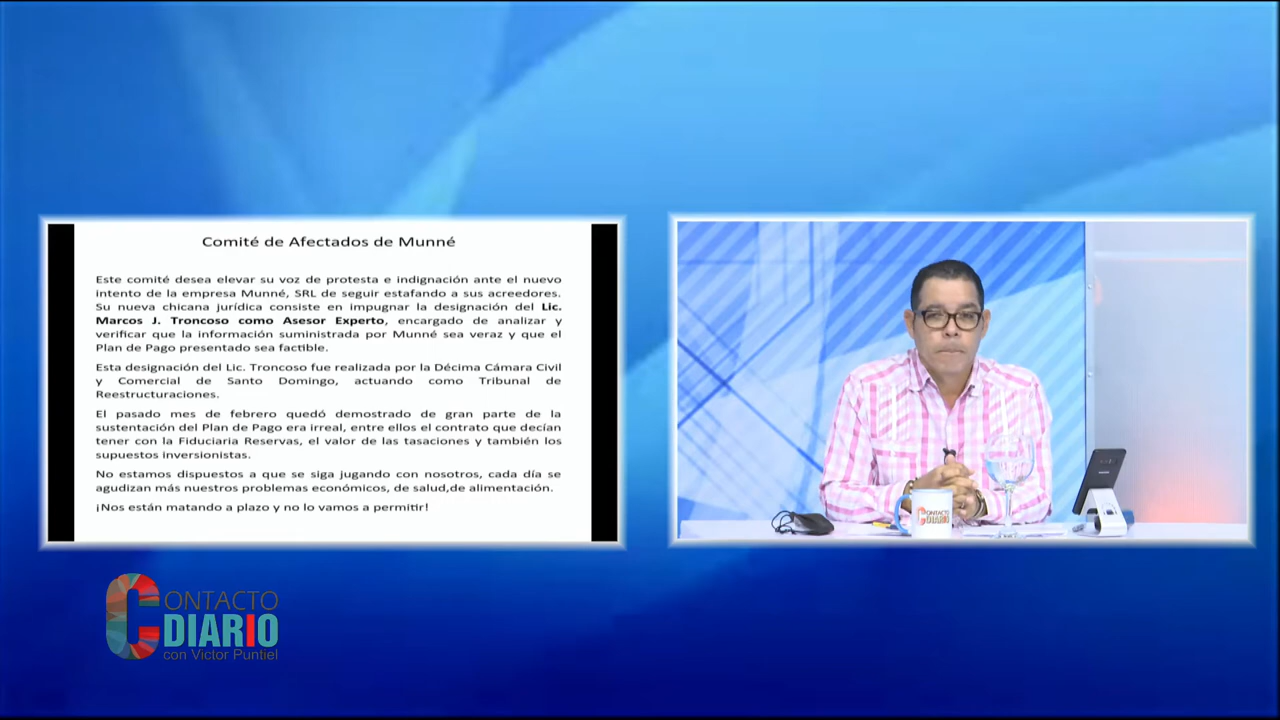 Comité de Afectados de Munné
Este comité desea elevar su voz de protesta e indignación ante el nuevo
intento de la empresa Munné, SRL de seguir estafando a sus acreedores.
Su nueva chicana jurídica consiste en impugnar la designación del Lic.
Marcos J. Troncoso como Asesor Experto, encargado de analizar y
verificar que la información suministrada por Munné sea veraz y que el
Plan de Pago presentado sea factible.
Esta designación del Lic. Troncoso fue realizada por la Décima Cámara Civil
y Comercial de Santo Domingo, actuando como Tribunal de
Reestructuraciones.
El pasado mes de febrero quedó demostrado de gran parte de la
sustentación del Plan de Pago era irreal, entre ellos el contrato que decían
tener con la Fiduciaria Reservas, el valor de las tasaciones y también los
supuestos inversionistas.
No estamos dispuestos a que se siga jugando con nosotros, cada día se
agudizan más nuestros problemas económicos, de salud,de alimentación.
¡Nos están matando a plazo y no lo vamos a permitir!
CONTACTO
DIARIO
CONTACTO
DIARIO
con Victor Puntiel